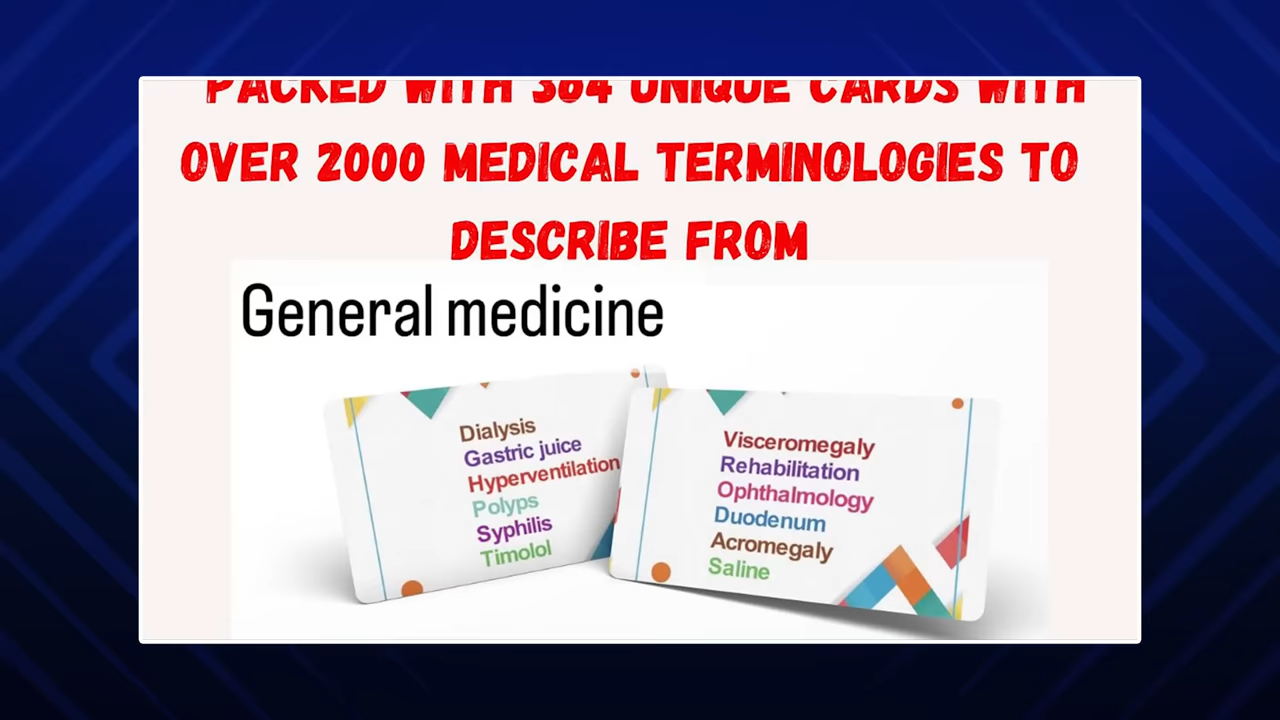 PACKED WITH 384 UNIQUE CARDS WITH
OVER 2000 MEDICAL TERMINOLOGIES TO
DESCRIBE FROM
General medicine
Dialysis
Gastric juice
Hyperventilation
Polyps
Syphilis
Timolol
Visceromegaly
Rehabilitation
Ophthalmology
Duodenum
Acromegaly
Saline